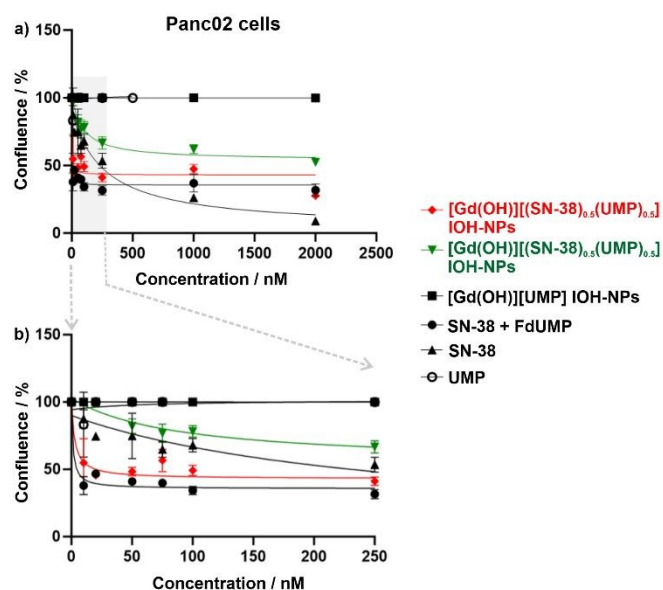 Panc02 cells
a)
150
100
50
0
Confluence / %
0 500 1000 1500 2000 2500
Concentration / nM
b)
150
100
50
0
Confluence / %
0 50 100 150 200 250
Concentration / nM
[Gd(OH)][(SN-38)0.5(UMP)0.5]
IOH-NPs
[Gd(OH)][(SN-38)0.5(UMP)0.5]
IOH-NPs
[Gd(OH)][UMP] IOH-NPs
SN-38 + FdUMP
SN-38
UMP